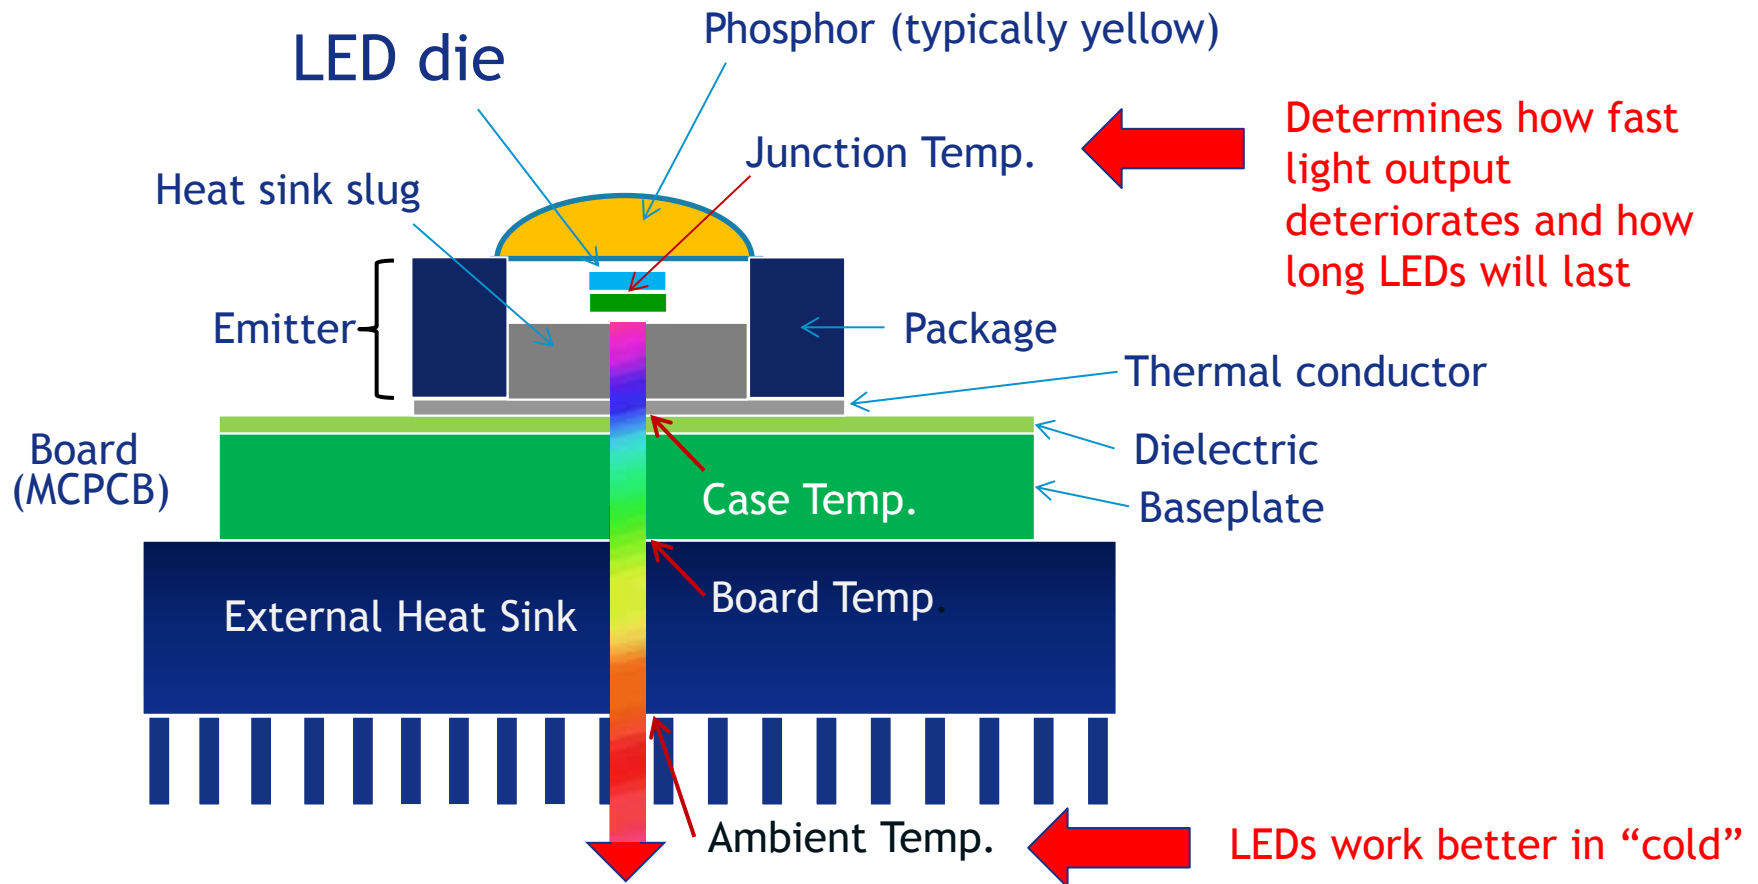 Phosphor (typically yellow)
LED die
Determines how fast
light output
deteriorates and how
long LEDs will last
Junction Temp.
Heat sink slug
Emitter
Package
Thermal conductor
Board
(MCPCB)
Dielectric
Case Temp.
Baseplate
External Heat Sink
Board Temp.
Ambient Temp.
LEDs work better in “cold”